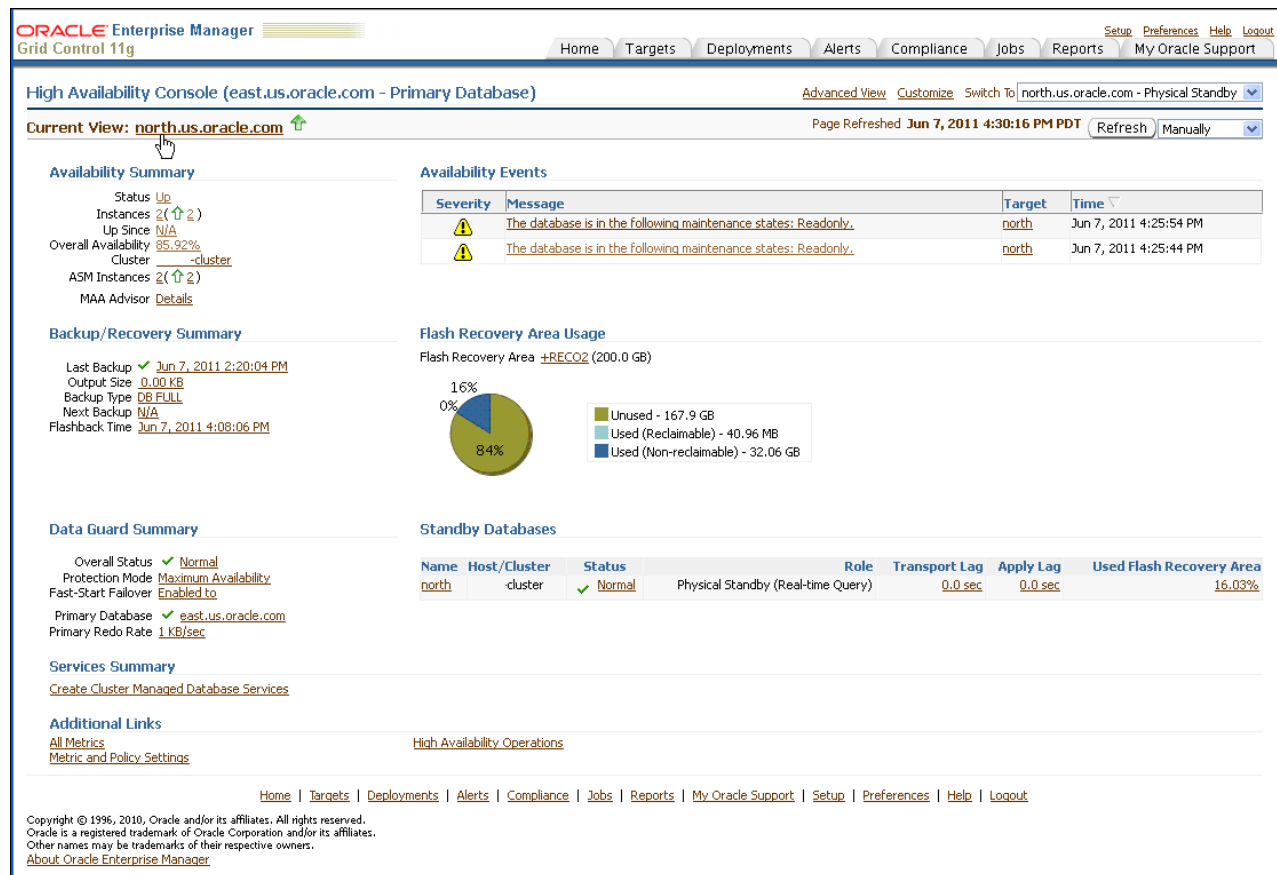 ORACLE Enterprise Manager
Grid Control 11g
Setup Preferences Help Logout
Home Targets Deployments Alerts Compliance Jobs Reports My Oracle Support
High Availability Console (east.us.oracle.com - Primary Database)
Advanced View Customize Switch To north.us.oracle.com - Physical Standby
Current View: north.us.oracle.com
Page Refreshed Jun 7, 2011 4:30:16 PM PDT Refresh Manually
Availability Summary
Status Up
Instances 2( 2 )
Up Since N/A
Overall Availability 85.92%
Cluster -cluster
ASM Instances 2( 2 )
MAA Advisor Details
Availability Events
Severity Message Target Time
The database is in the following maintenance states: Readonly. north Jun 7, 2011 4:25:54 PM
The database is in the following maintenance states: Readonly. north Jun 7, 2011 4:25:44 PM
Backup/Recovery Summary
Last Backup Jun 7, 2011 2:20:04 PM
Output Size 0.00 KB
Backup Type DB FULL
Next Backup N/A
Flashback Time Jun 7, 2011 4:08:06 PM
Flash Recovery Area Usage
Flash Recovery Area +RECO2 (200.0 GB)
16%
0%
84%
Unused - 167.9 GB
Used (Reclaimable) - 40.96 MB
Used (Non-reclaimable) - 32.06 GB
Data Guard Summary
Overall Status Normal
Protection Mode Maximum Availability
Fast-Start Failover Enabled to
Primary Database east.us.oracle.com
Primary Redo Rate 1 KB/sec
Standby Databases
Name Host/Cluster Status Role Transport Lag Apply Lag Used Flash Recovery Area
north -cluster Normal Physical Standby (Real-time Query) 0.0 sec 0.0 sec 16.03%
Services Summary
Create Cluster Managed Database Services
Additional Links
All Metrics
Metric and Policy Settings
High Availability Operations
Home | Targets | Deployments | Alerts | Compliance | Jobs | Reports | My Oracle Support | Setup | Preferences | Help | Logout
Copyright © 1996, 2010, Oracle and/or its affiliates. All rights reserved.
Oracle is a registered trademark of Oracle Corporation and/or its affiliates.
Other names may be trademarks of their respective owners.
About Oracle Enterprise Manager